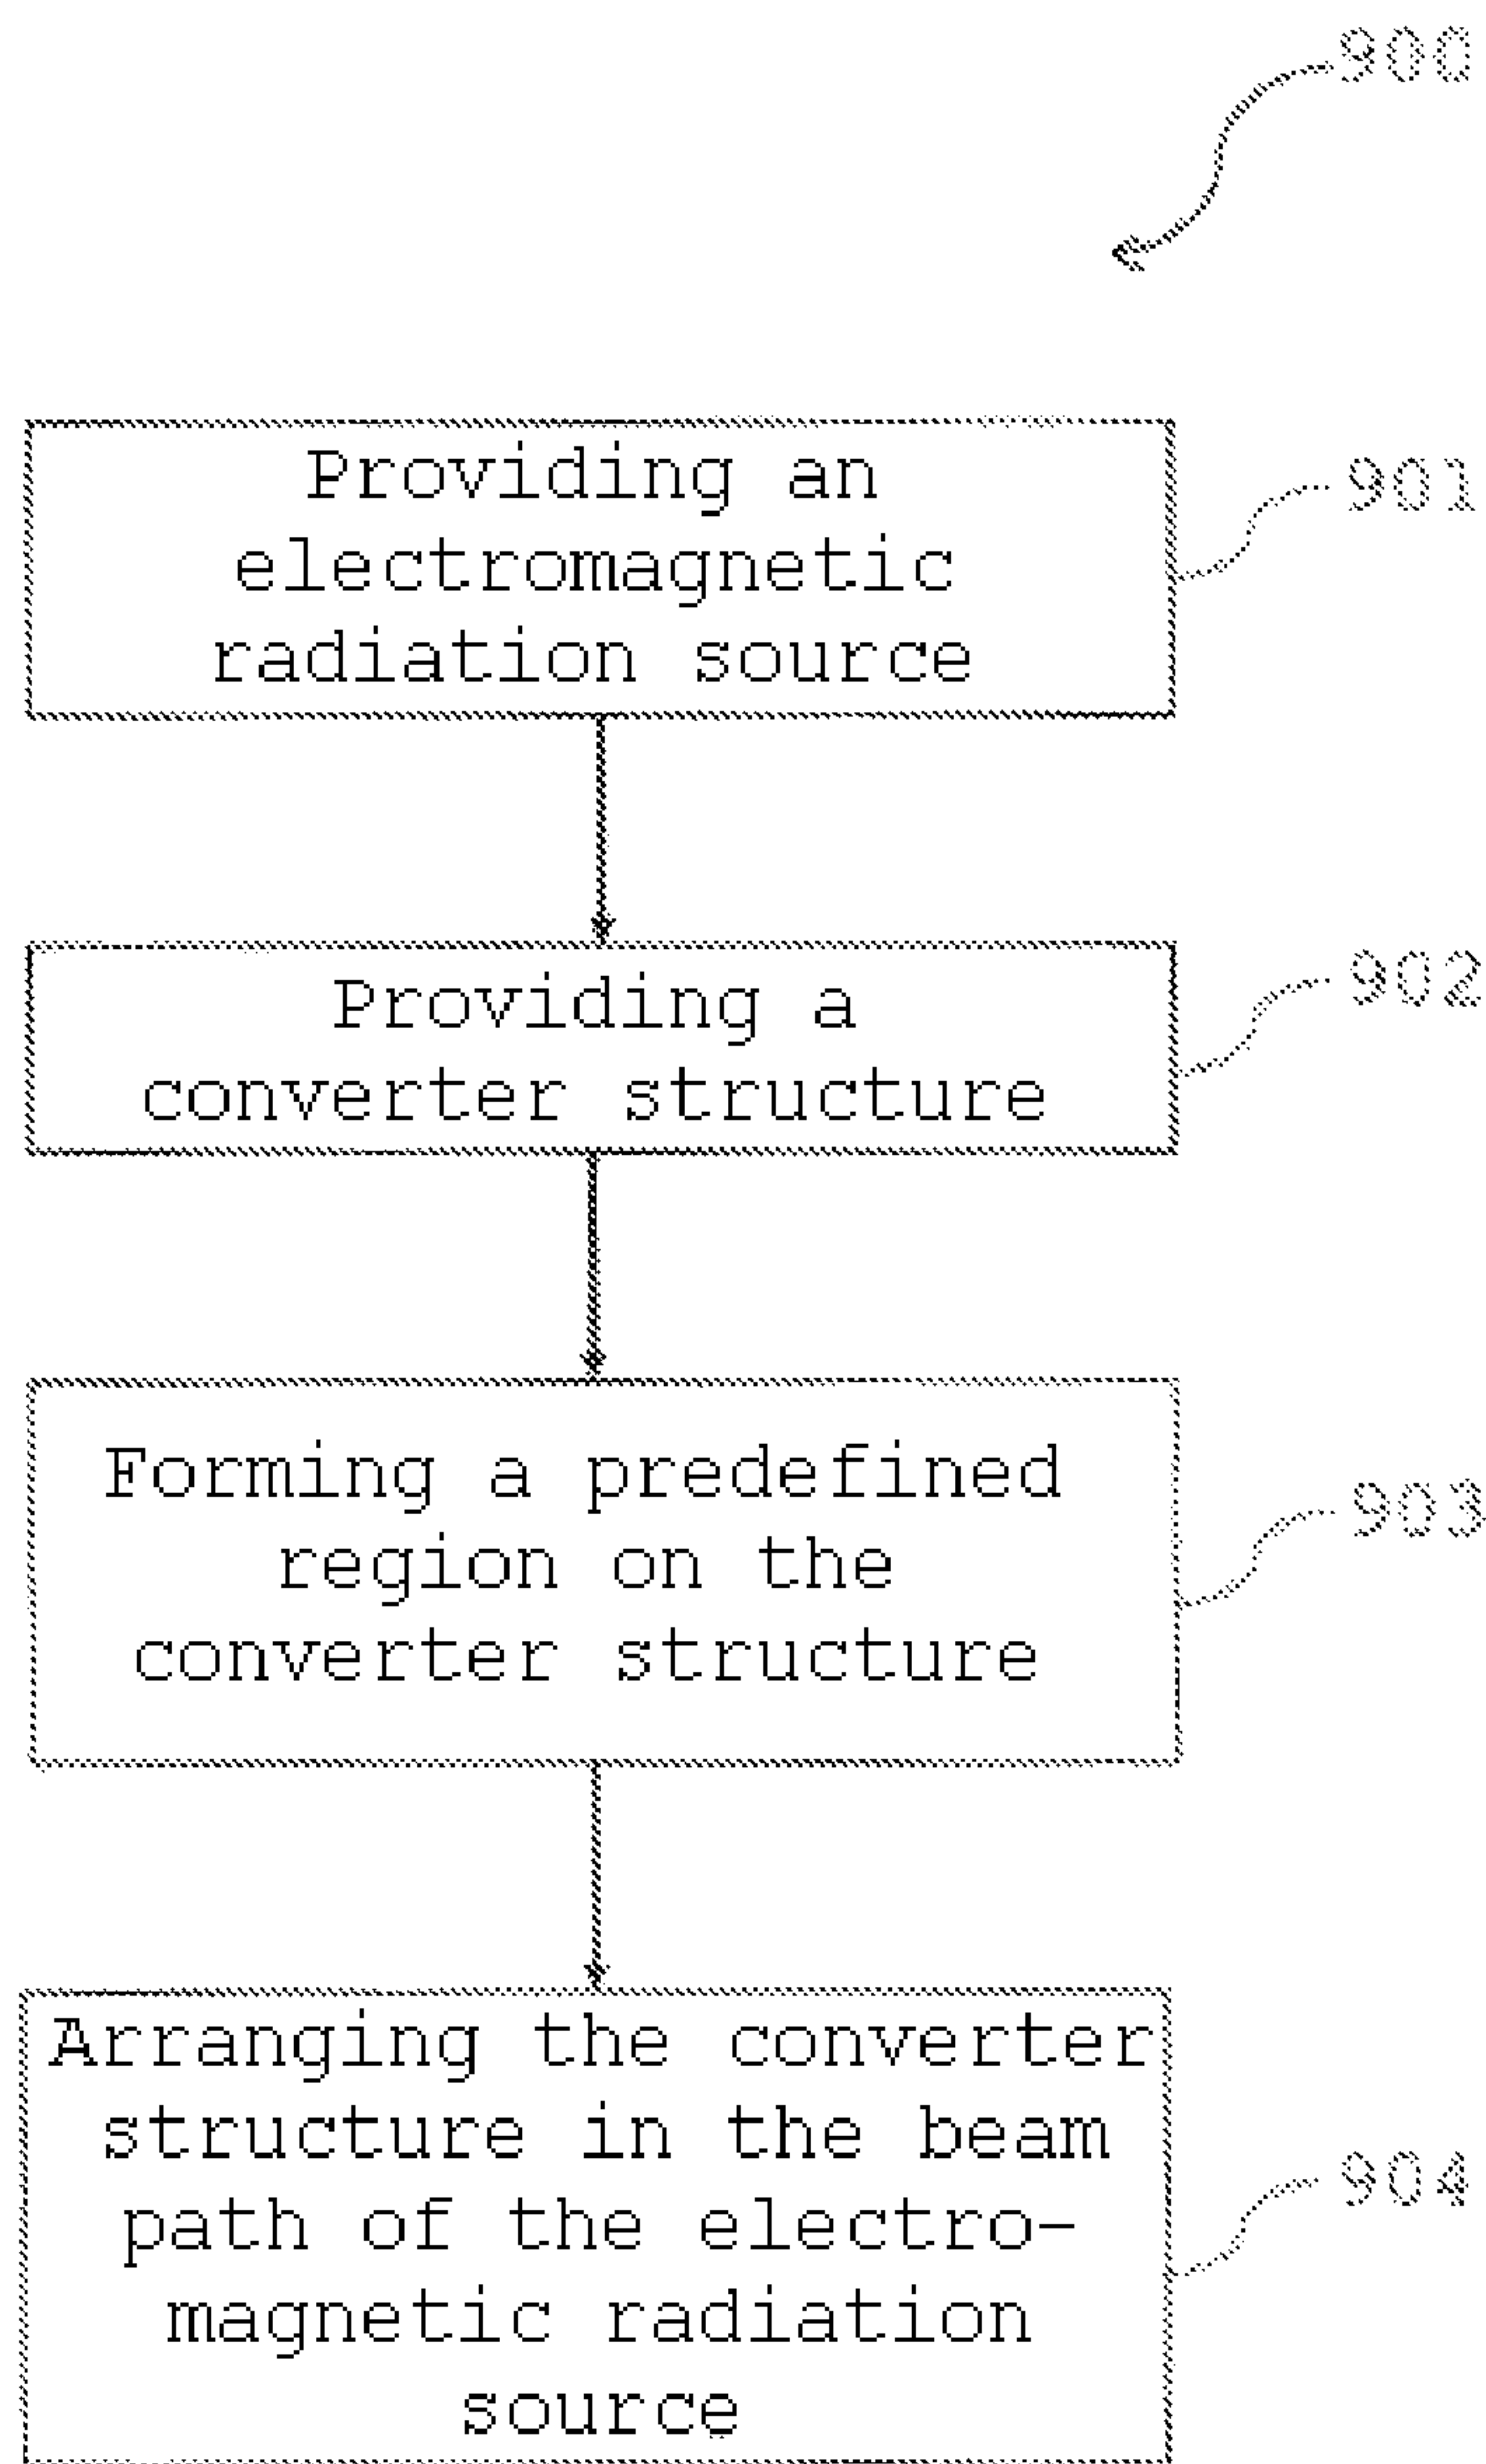 900
Providing an
electromagnetic
radiation source
901
Providing a
converter structure
902
Forming a predefined
region on the
converter structure
903
Arranging the converter
structure in the beam
path of the electro-
magnetic radiation
source
904